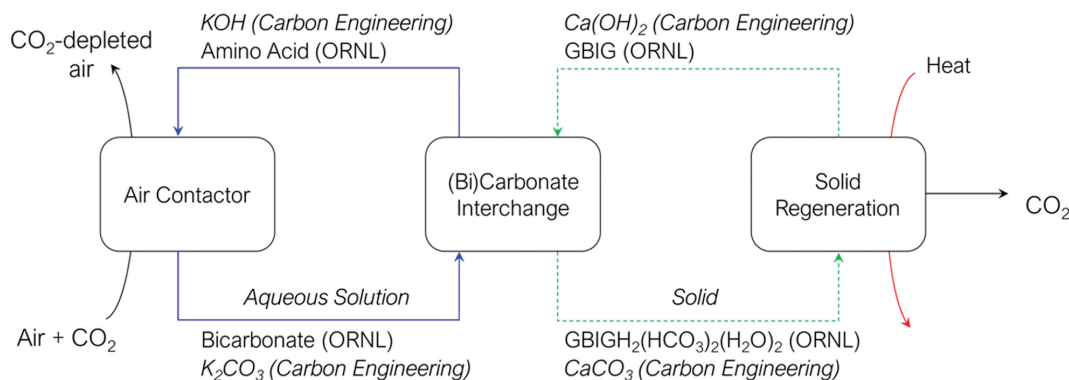 KOH (Carbon Engineering)
Amino Acid (ORNL)
Ca(OH)₂ (Carbon Engineering)
GBIG (ORNL)
CO₂-depleted
air
Heat
Air Contactor
(Bi)Carbonate
Interchange
Solid
Regeneration
CO₂
Aqueous Solution
Solid
Air + CO₂
Bicarbonate (ORNL)
K₂CO₃ (Carbon Engineering)
GBIGH₂(HCO₃)₂(H₂O)₂ (ORNL)
CaCO₃ (Carbon Engineering)